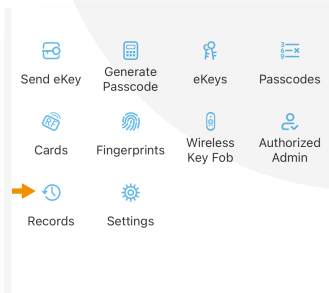 Send eKey
Generate
Passcode
eKeys
Passcodes
Cards
Fingerprints
Wireless
Key Fob
Authorized
Admin
Records
Settings